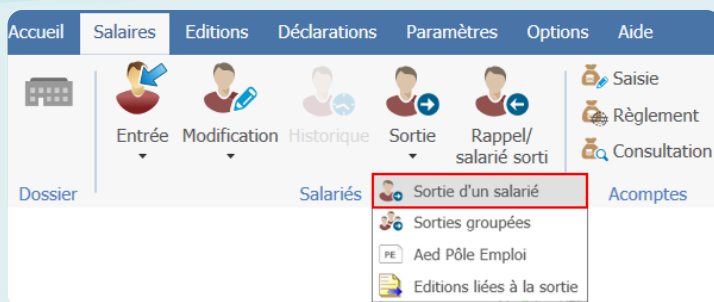 Accueil Salaires Editions Déclarations Paramètres Options Aide
Entrée Modification Historique Sortie Rappel/
salarié sorti
Saisie
Règlement
Consultation
Dossier Salariés Acomptes
Sortie d'un salarié
Sorties groupées
PE Aed Pôle Emploi
Editions liées à la sortie